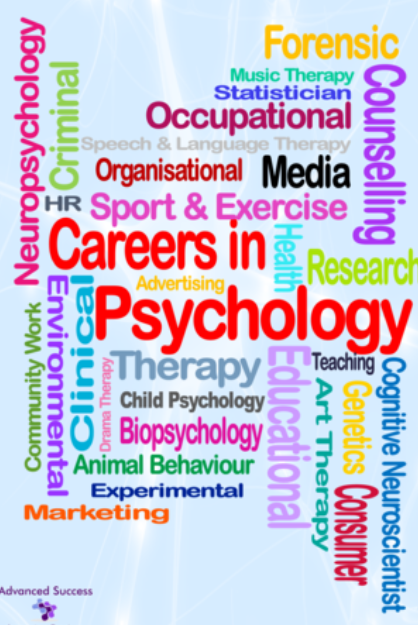 Forensic
Music Therapy
Statistician
Occupational
Speech & Language Therapy
Organisational
Media
HR
Sport & Exercise
Neuropsychology
Criminal
Counselling
Careers in
Health
Research
Advertising
Psychology
Environmental
Clinical
Community Work
Drama Therapy
Therapy
Child Psychology
Biopsychology
Animal Behaviour
Experimental
Marketing
Educational
Teaching
Art Therapy
Genetics
Consumer
Cognitive Neuroscientist
Advanced Success